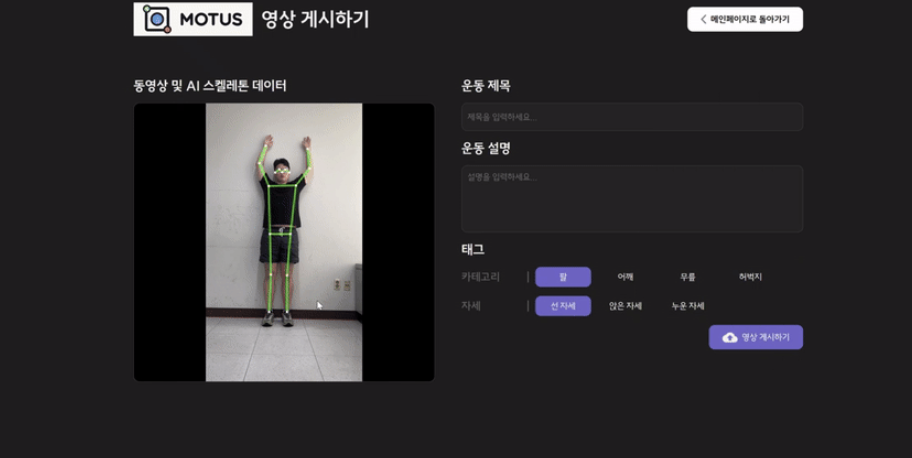 MOTUS 영상 게시하기
메인페이지로 돌아가기
동영상 및 AI 스켈레톤 데이터
운동 제목
제목을 입력하세요...
운동 설명
설명을 입력하세요...
태그
카테고리 | 팔 어깨 무릎 허벅지
자세 | 선 자세 앉은 자세 누운 자세
영상 게시하기